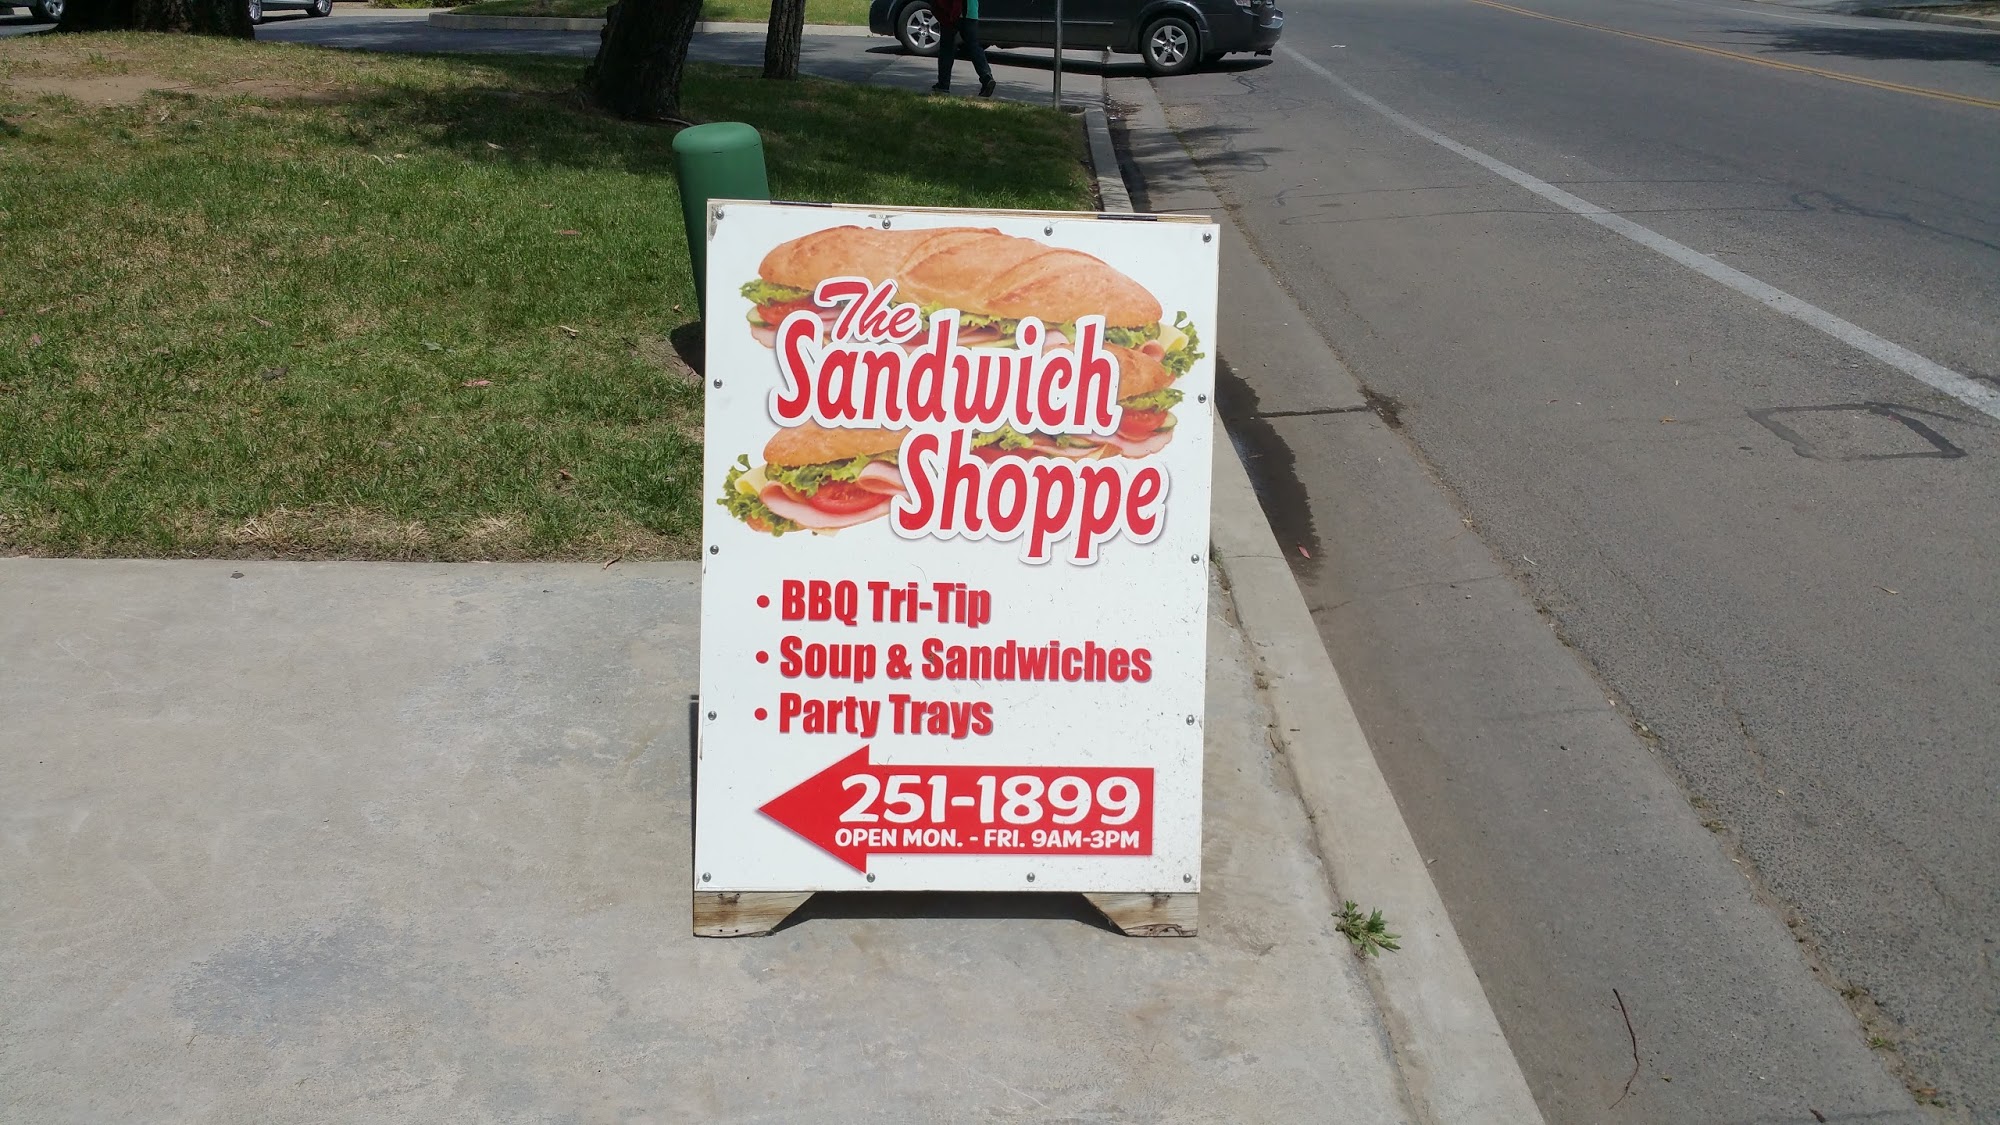 The
Sandwich
Shoppe
• BBQ Tri-Tip
• Soup & Sandwiches
• Party Trays
251-1899
OPEN MON. - FRI. 9AM-3PM